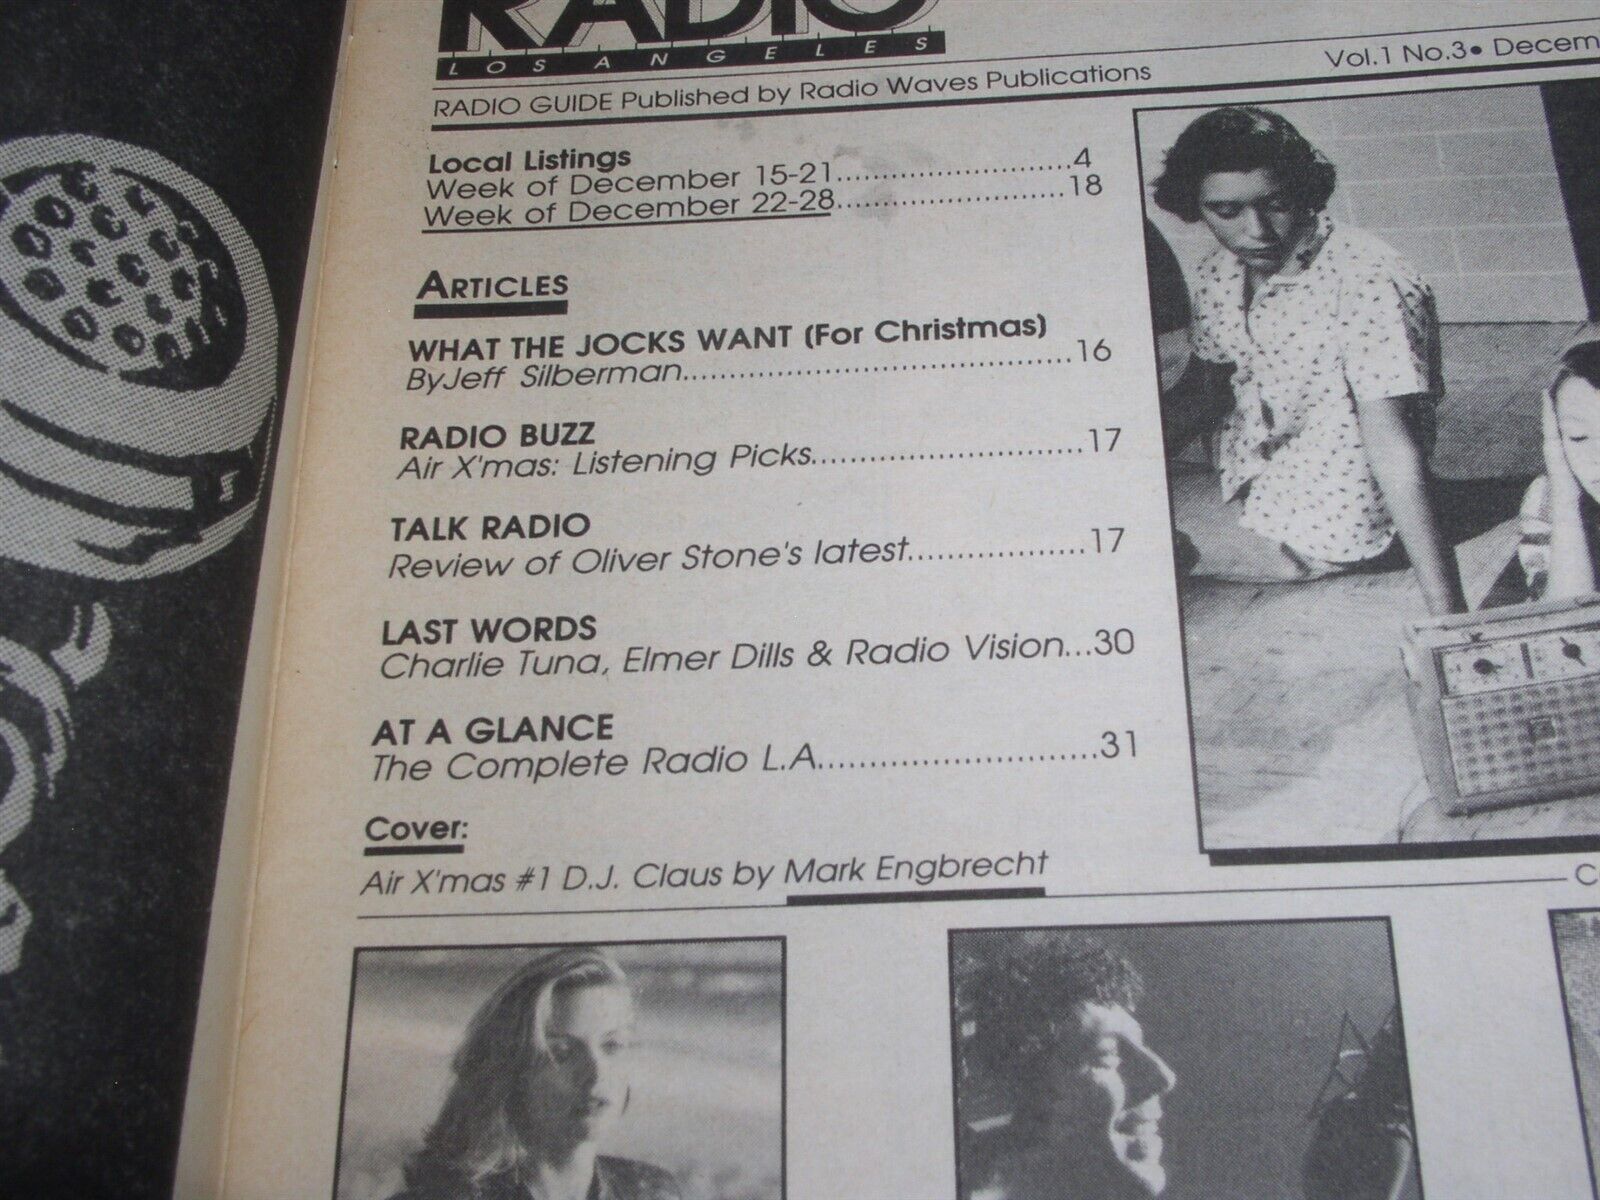 RADIO
LOS ANGELES
Vol.1 No.3• Decem
RADIO GUIDE Published by Radio Waves Publications
Local Listings
Week of December 15-21..........................4
Week of December 22-28..........................18
ARTICLES
WHAT THE JOCKS WANT (For Christmas)
ByJeff Silberman..........................................16
RADIO BUZZ
Air X'mas: Listening Picks.............................17
TALK RADIO
Review of Oliver Stone's latest...................17
LAST WORDS
Charlie Tuna, Elmer Dills & Radio Vision...30
AT A GLANCE
The Complete Radio L.A..............................31
Cover:
Air X'mas #1 D.J. Claus by Mark Engbrecht
C